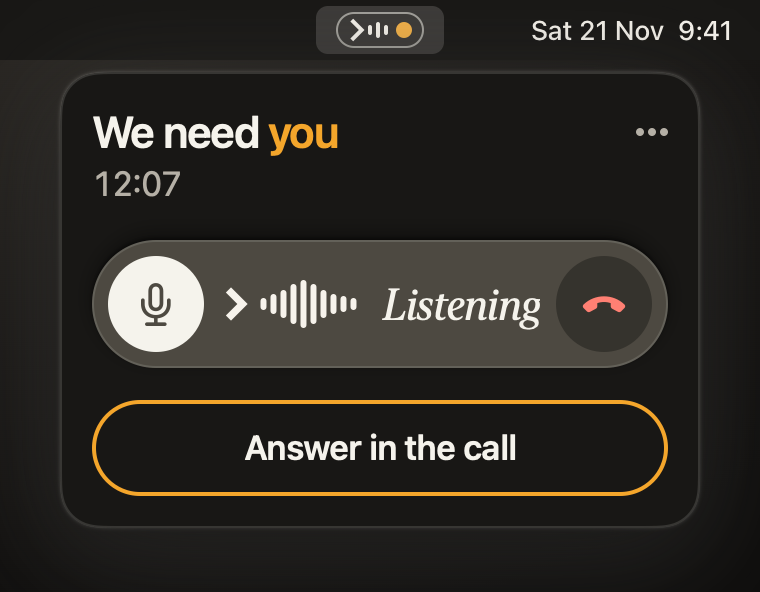 Sat 21 Nov 9:41
We need you
12:07
Listening
Answer in the call